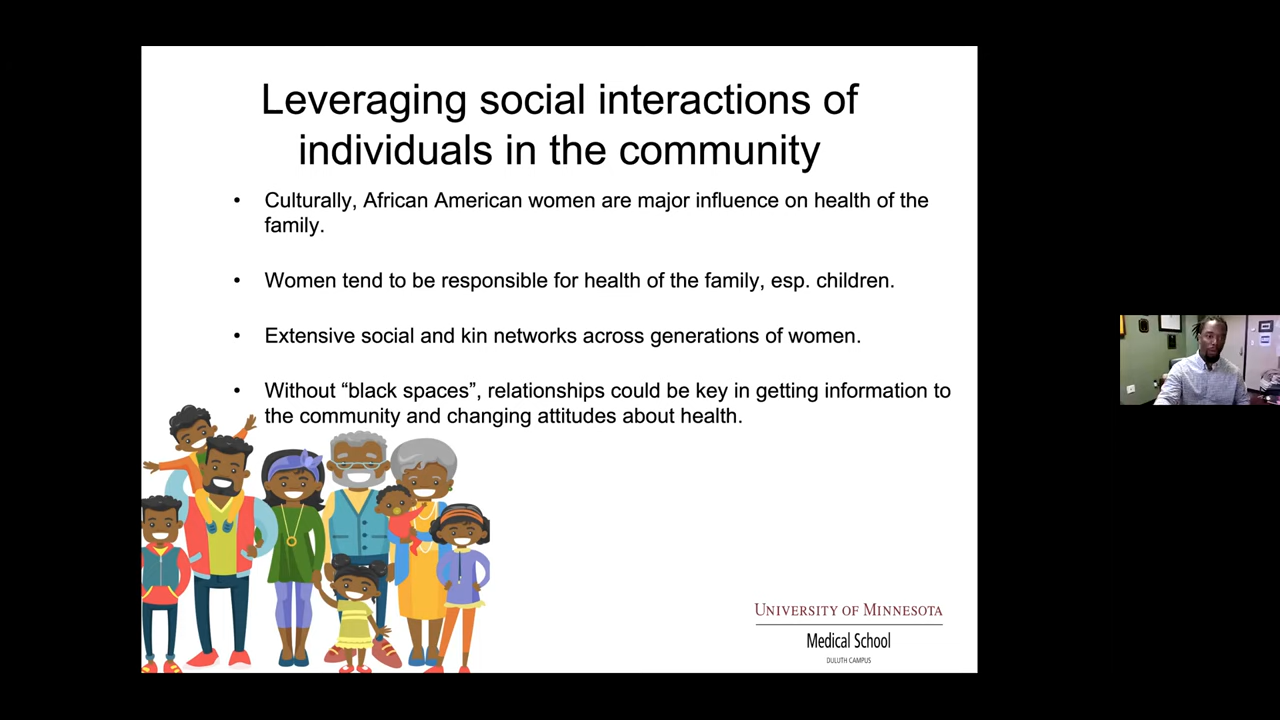 Leveraging social interactions of
individuals in the community
• Culturally, African American women are major influence on health of the
family.
• Women tend to be responsible for health of the family, esp. children.
• Extensive social and kin networks across generations of women.
• Without “black spaces”, relationships could be key in getting information to
the community and changing attitudes about health.
UNIVERSITY OF MINNESOTA
Medical School
DULUTH CAMPUS